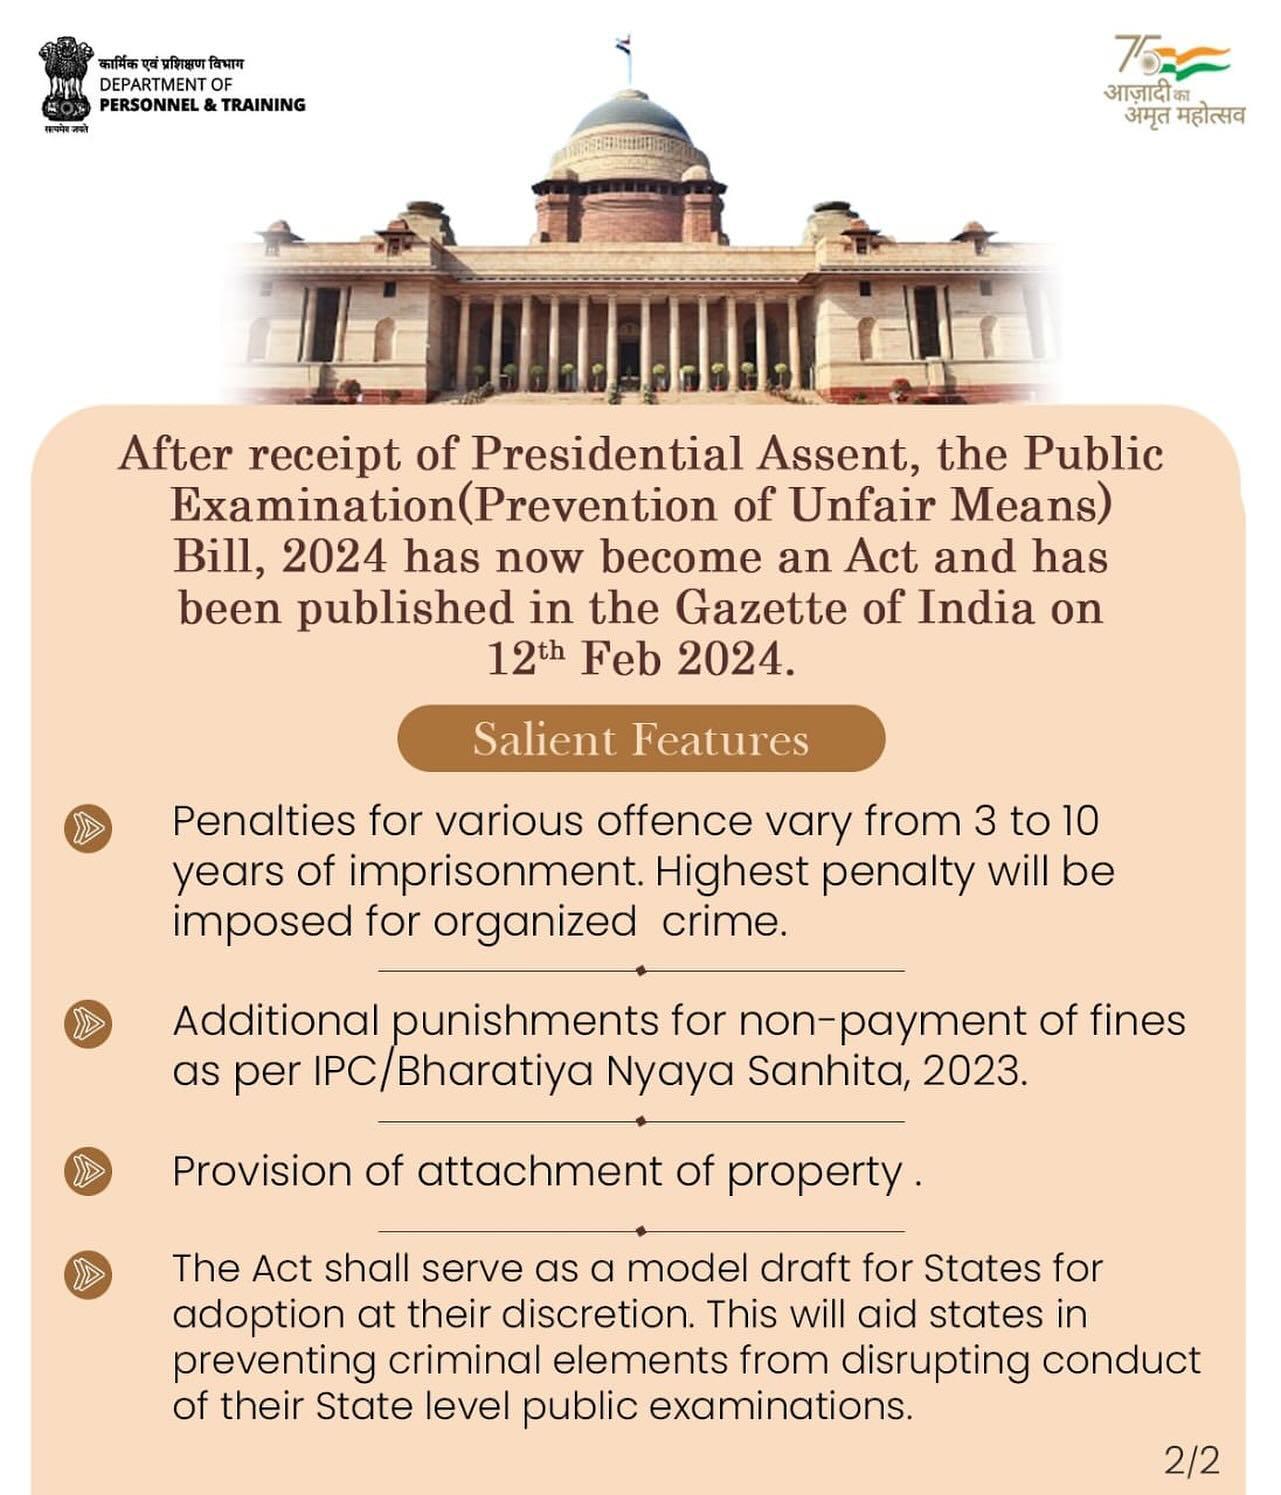 कार्मिक एवं प्रशिक्षण विभाग
DEPARTMENT OF
PERSONNEL & TRAINING
सत्यमेव जयते
75
आज़ादी का
अमृत महोत्सव
After receipt of Presidential Assent, the Public
Examination(Prevention of Unfair Means)
Bill, 2024 has now become an Act and has
been published in the Gazette of India on
12th Feb 2024.
Salient Features
Penalties for various offence vary from 3 to 10
years of imprisonment. Highest penalty will be
imposed for organized crime.
Additional punishments for non-payment of fines
as per IPC/Bharatiya Nyaya Sanhita, 2023.
Provision of attachment of property .
The Act shall serve as a model draft for States for
adoption at their discretion. This will aid states in
preventing criminal elements from disrupting conduct
of their State level public examinations.
2/2